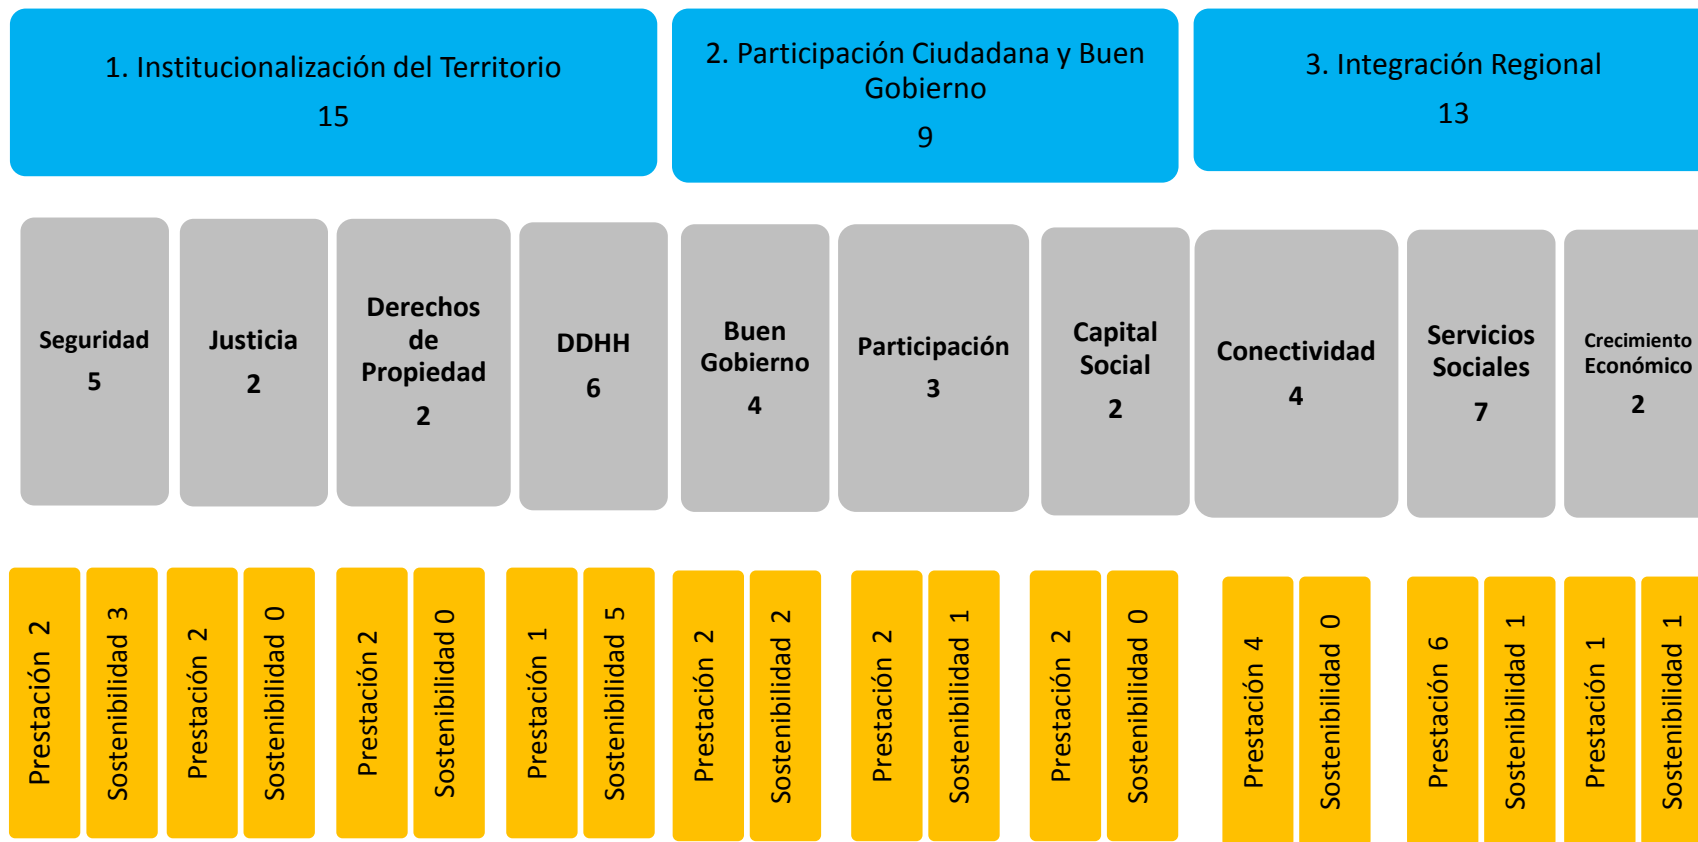 1. Institucionalización del Territorio
15
2. Participación Ciudadana y Buen
Gobierno
9
3. Integración Regional
13
Seguridad
5
Justicia
2
Derechos
de
Propiedad
2
DDHH
6
Buen
Gobierno
4
Participación
3
Capital
Social
2
Conectividad
4
Servicios
Sociales
7
Crecimiento
Económico
2
Prestación 2
Sostenibilidad 3
Prestación 2
Sostenibilidad 0
Prestación 2
Sostenibilidad 0
Prestación 1
Sostenibilidad 5
Prestación 2
Sostenibilidad 2
Prestación 2
Sostenibilidad 1
Prestación 2
Sostenibilidad 0
Prestación 4
Sostrenibilidad 0
Prestación 6
Sostenibilidad 1
Prestación 1
Sostenibilidad 1